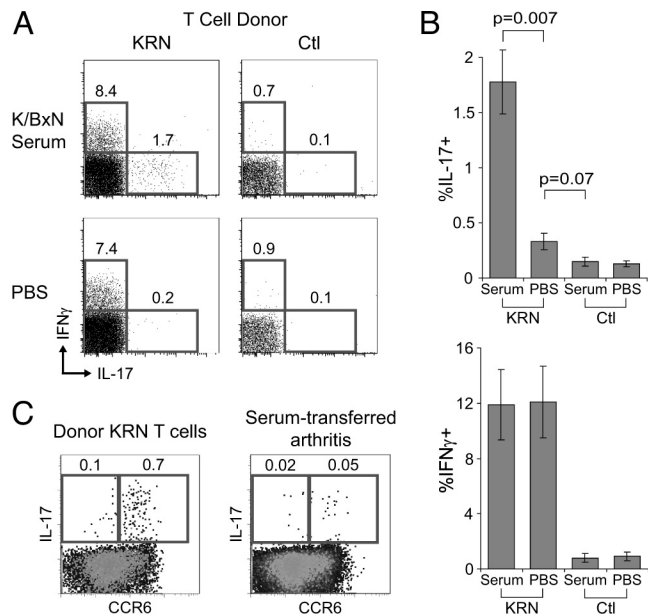 A
T Cell Donor
KRN
Ctl
K/BxN
Serum
8.4
1.7
0.7
0.1
PBS
7.4
0.2
0.9
0.1
IFNγ
IL-17
B
p=0.007
p=0.07
%IL-17+
2
1.5
1
0.5
0
Serum PBS Serum PBS
KRN Ctl
%IFNγ+
16
12
8
4
0
Serum PBS Serum PBS
KRN Ctl
C
Donor KRN T cells
0.1 0.7
IL-17
CCR6
Serum-transferred
arthritis
0.02 0.05
IL-17
CCR6